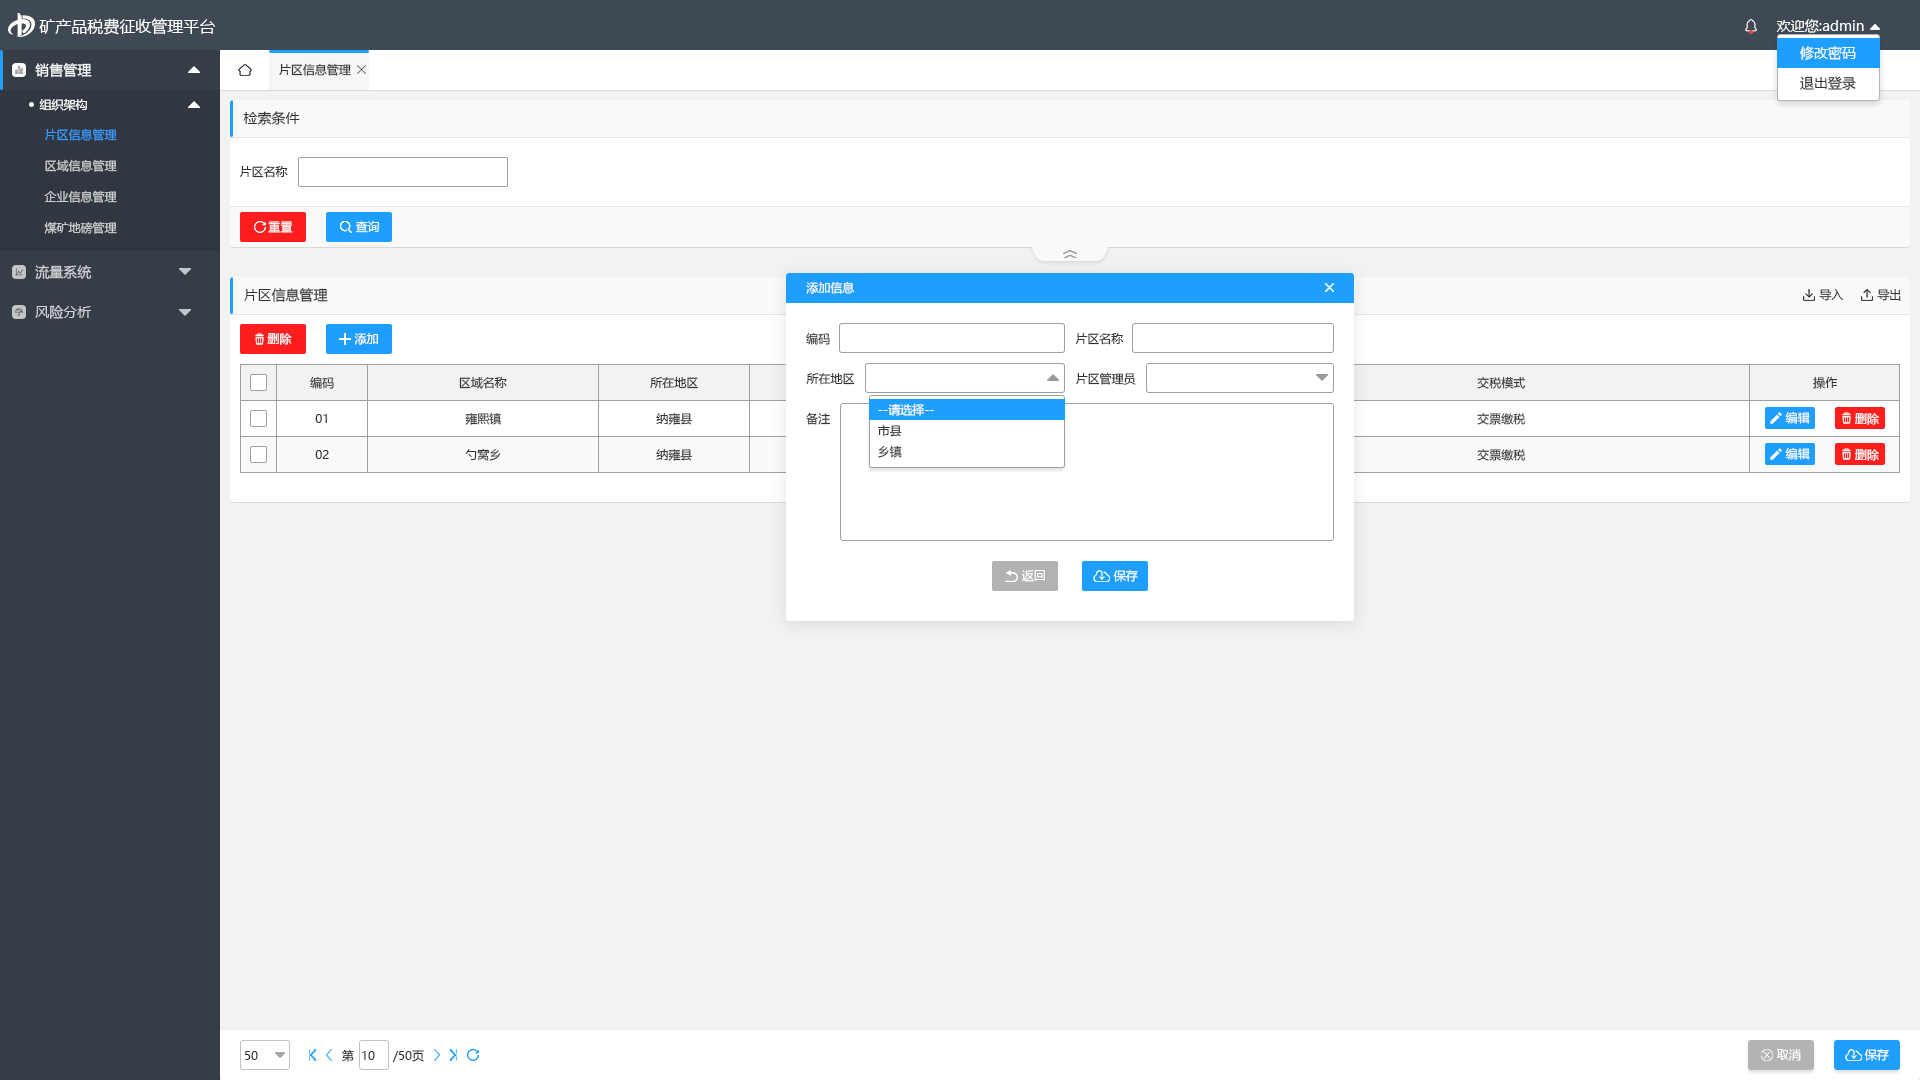 矿产品税费征收管理平台
欢迎您:admin
修改密码
退出登录
销售管理
组织架构
片区信息管理
区域信息管理
企业信息管理
煤矿地磅管理
流量系统
风险分析
片区信息管理
检索条件
片区名称
重置 查询
片区信息管理
导入 导出
删除 添加
编码 区域名称 所在地区 交税模式 操作
01 雍熙镇 纳雍县 交票缴税 编辑 删除
02 勺窝乡 纳雍县 交票缴税 编辑 删除
添加信息
编码 片区名称
所在地区 片区管理员
备注
--请选择--
市县
乡镇
返回 保存
50 第 10 /50页
取消 保存